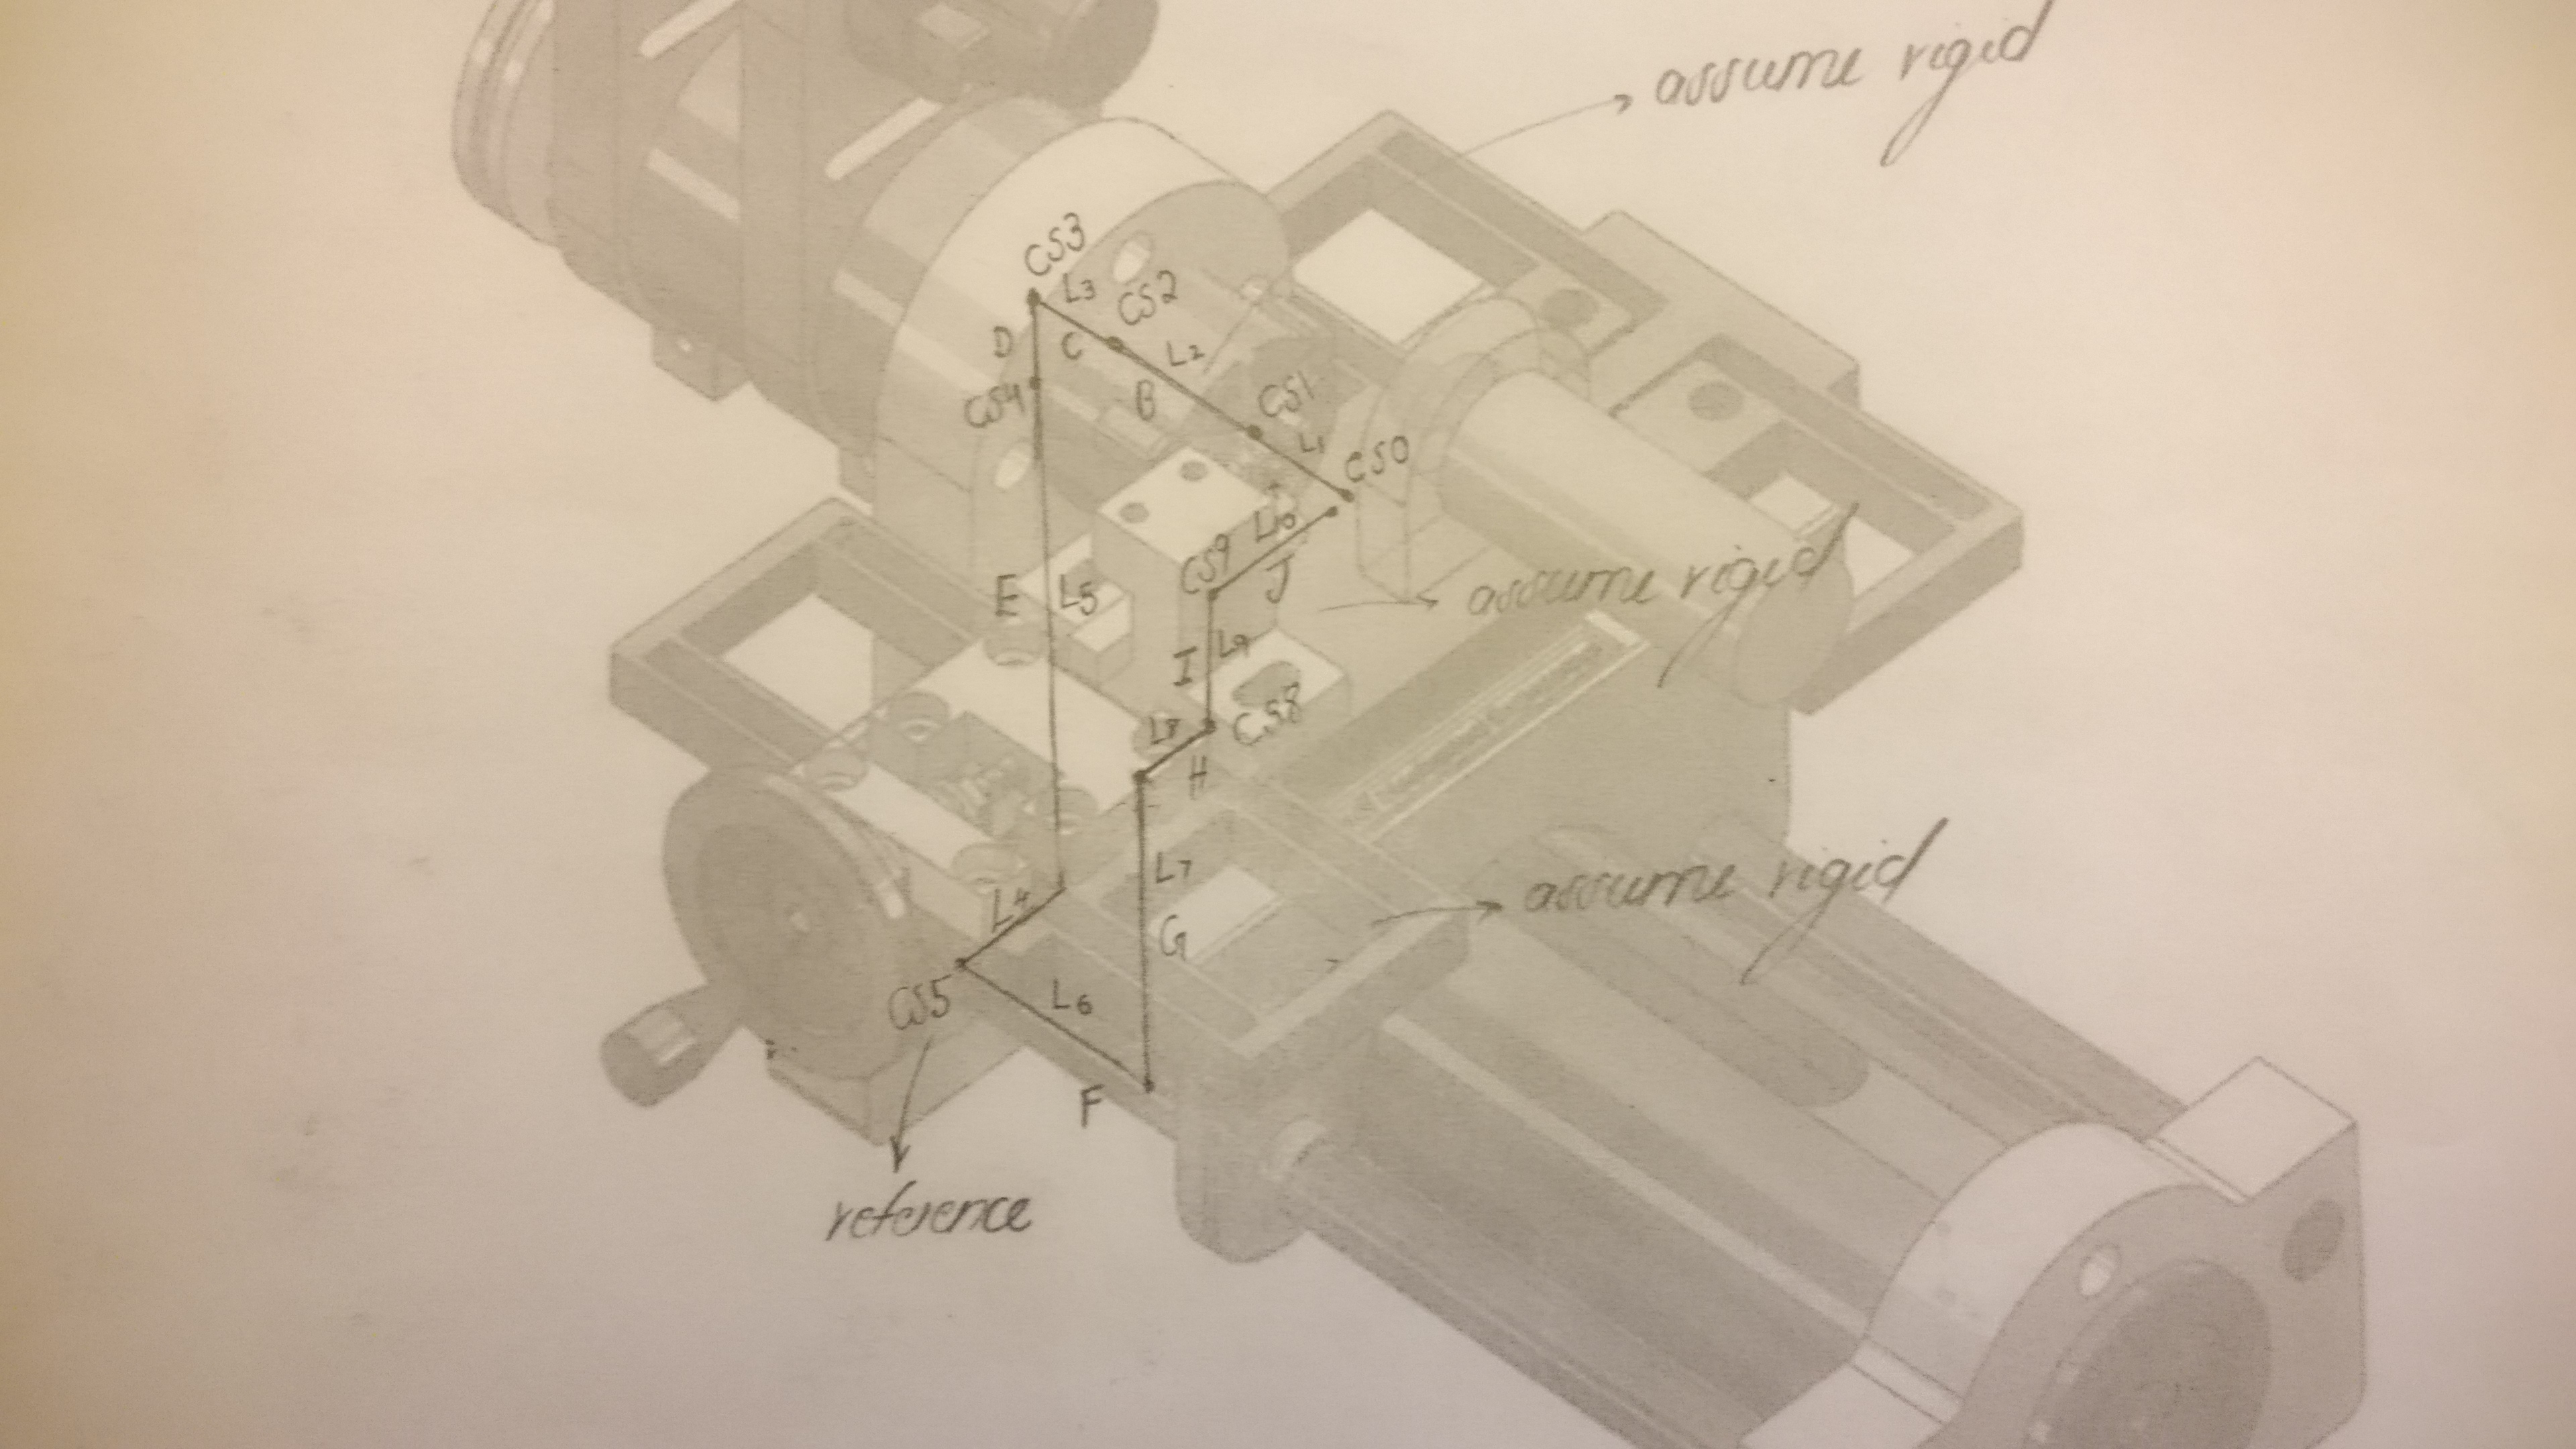 assume rigid
CS3
L3
CS2
D
C
L2
CS4
B
CS1
L1
CS0
L10
CS9
J
E
L5
assume rigid
I
L9
L8
CS8
H
L7
assume rigid
L4
G
CS5
L6
F
reference